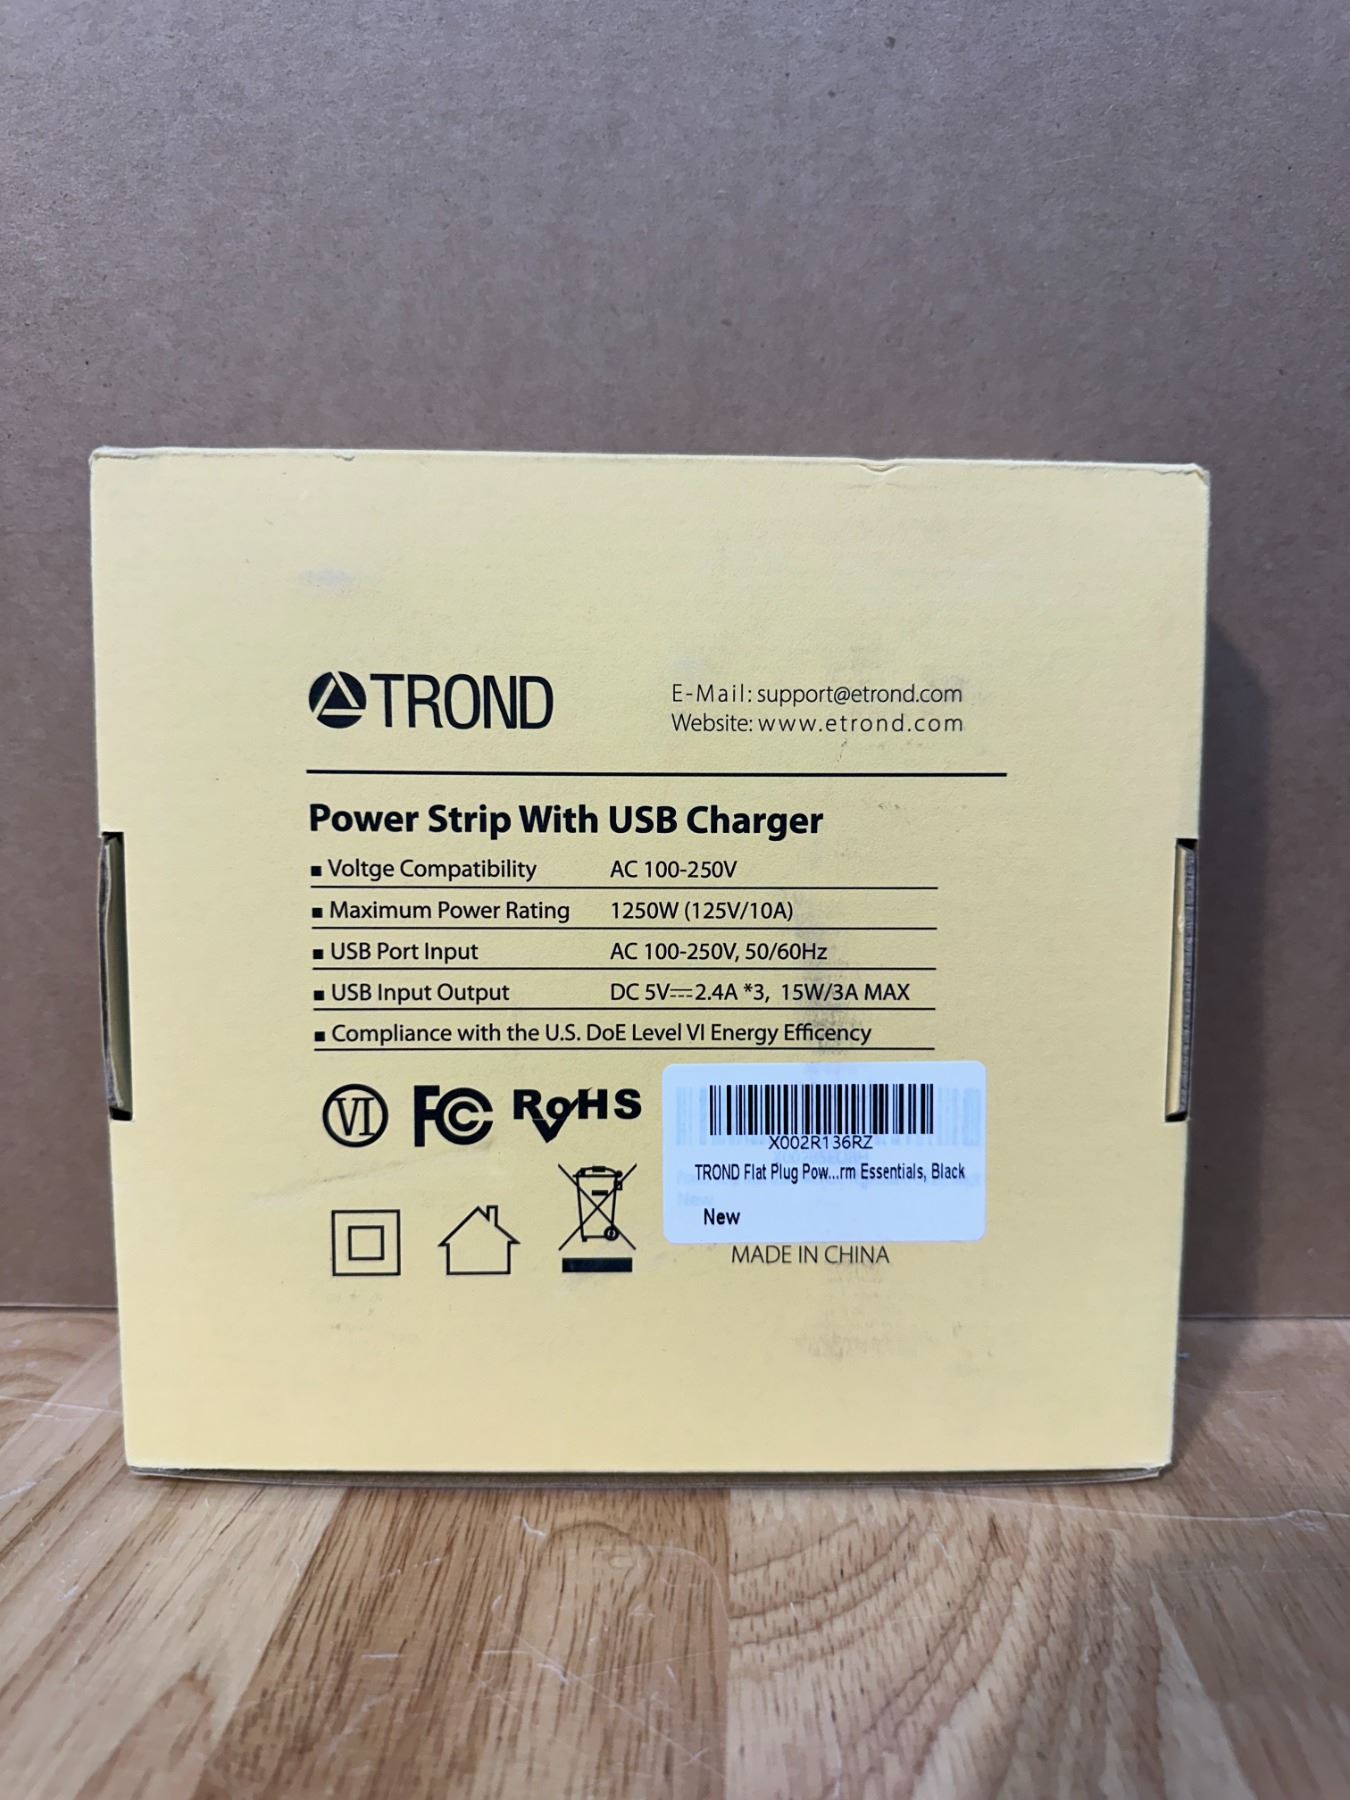 TROND
E-Mail: support@etrond.com
Website: www.etrond.com
Power Strip With USB Charger
▪ Voltge Compatibility AC 100-250V
▪ Maximum Power Rating 1250W (125V/10A)
▪ USB Port Input AC 100-250V, 50/60Hz
▪ USB Input Output DC 5V⎓2.4A *3, 15W/3A MAX
▪ Compliance with the U.S. DoE Level VI Energy Efficency
VI FC RoHS
X002R136RZ
TROND Flat Plug Pow...rm Essentials, Black
New
MADE IN CHINA